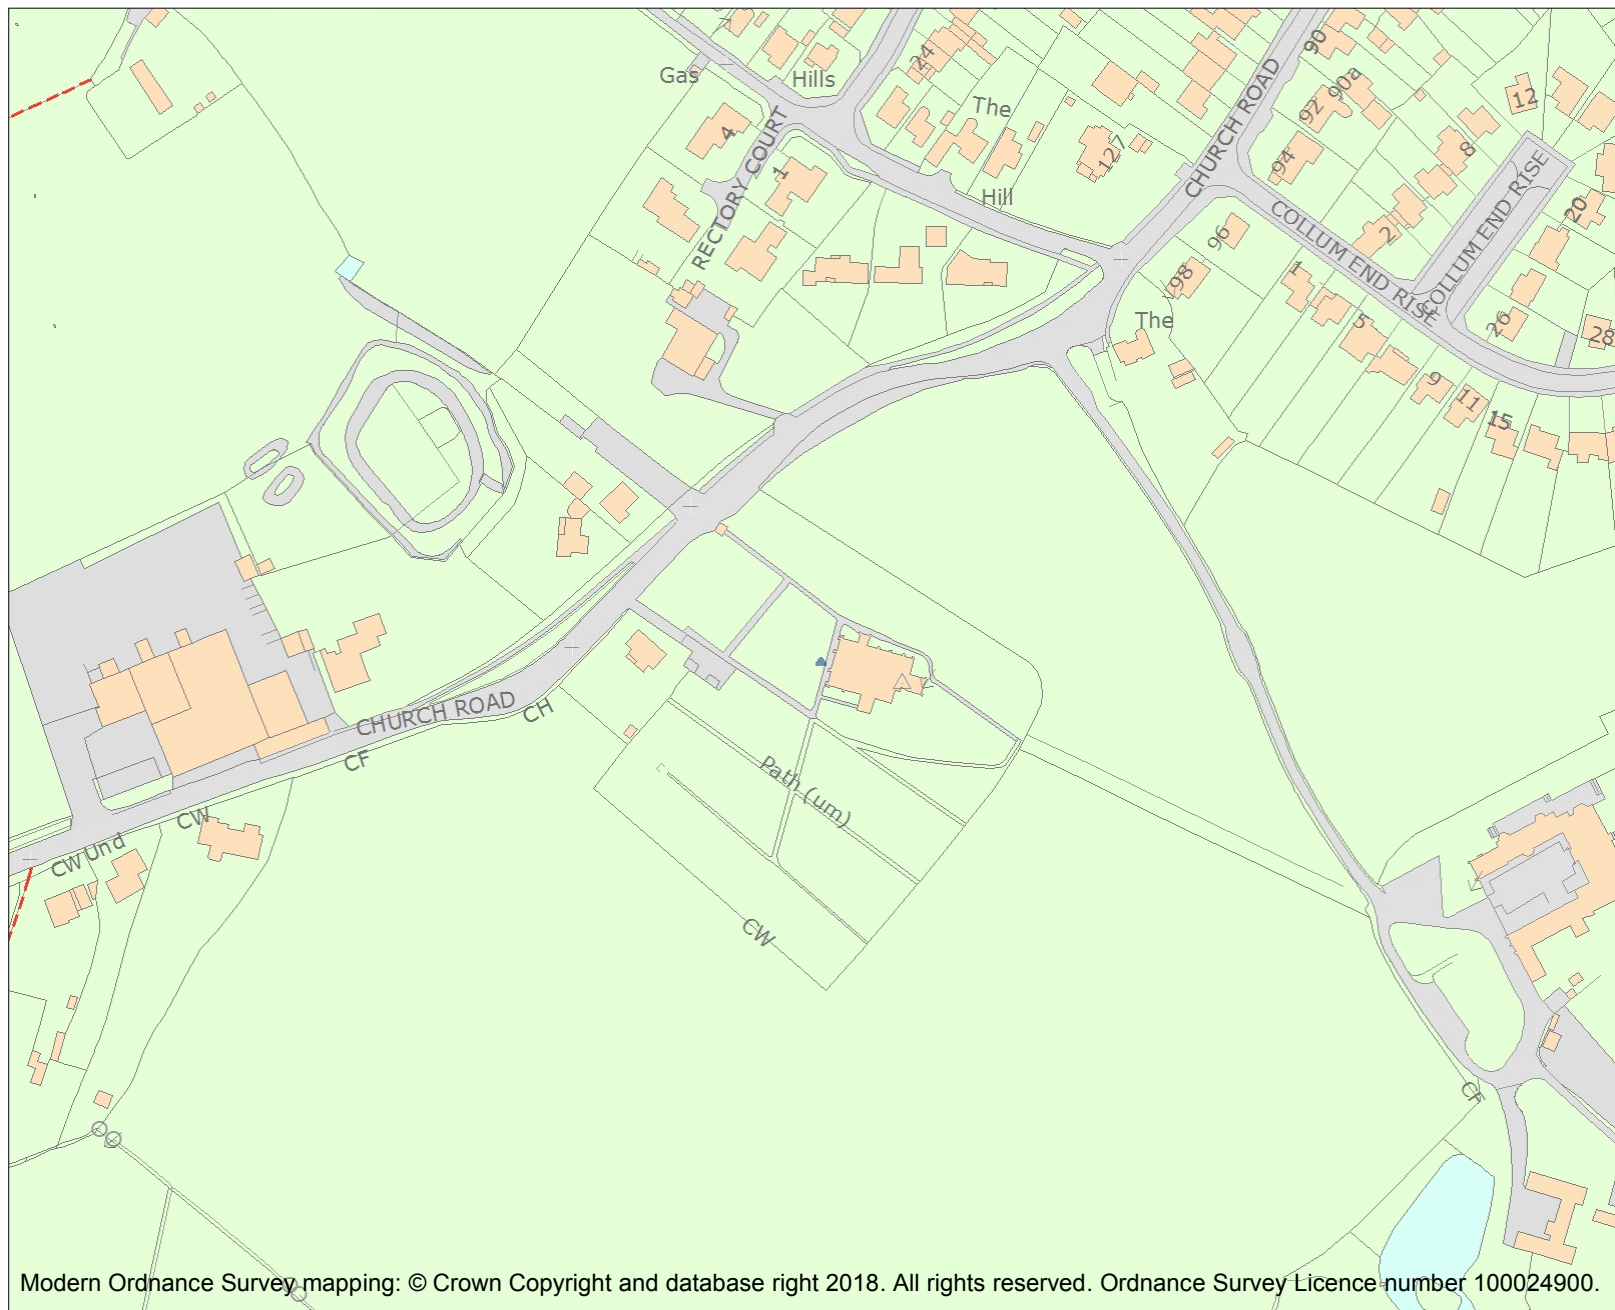 Gas
Hills
24
The
CHURCH ROAD
90
90a
92
94
12
8
4
1
RECTORY COURT
127
Hill
COLLUM END RISE
COLLUM END RISE
20
2
96
98
The
1
5
26
28
9
11
15
CHURCH ROAD
CH
CF
CW
CW Und
Path (um)
CW
CF
Modern Ordnance Survey mapping: © Crown Copyright and database right 2018. All rights reserved. Ordnance Survey Licence number 100024900.